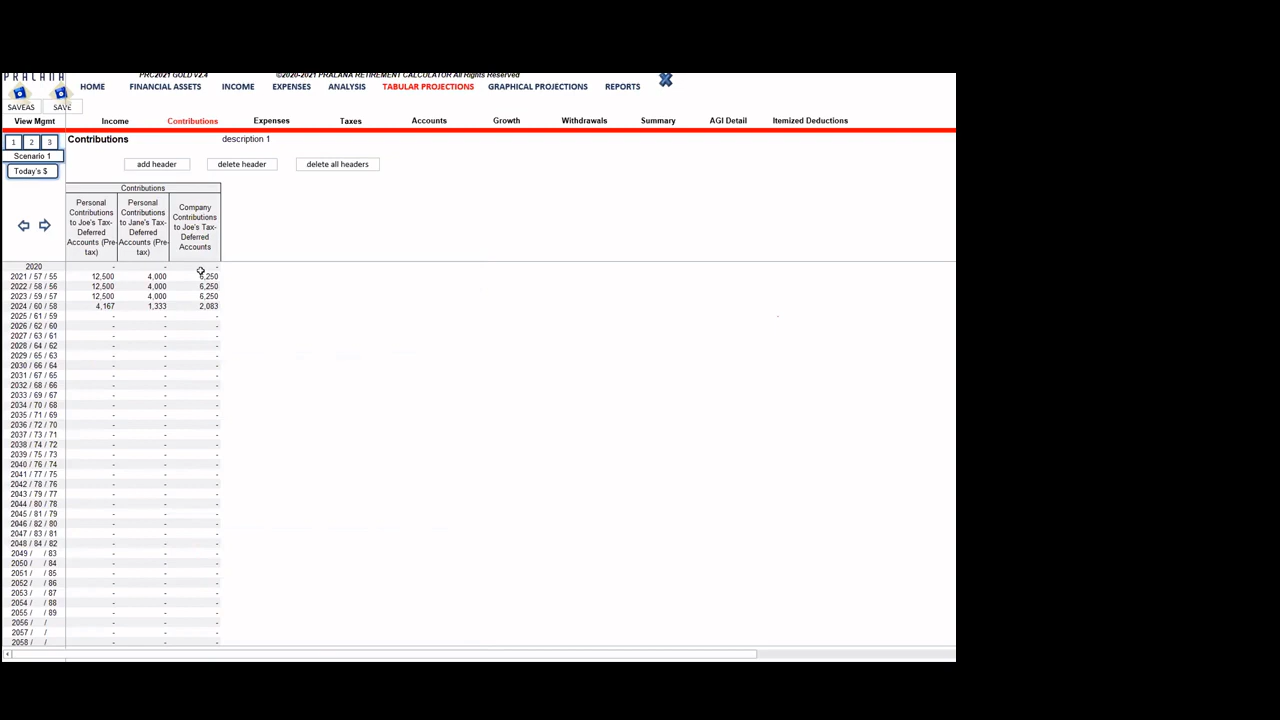 PRALANA
PRC2021 GOLD v2.4 ©2020-2021 PRALANA RETIREMENT CALCULATOR All Rights Reserved
HOME FINANCIAL ASSETS INCOME EXPENSES ANALYSIS TABULAR PROJECTIONS GRAPHICAL PROJECTIONS REPORTS
SAVEAS SAVE
View Mgmt Income Contributions Expenses Taxes Accounts Growth Withdrawals Summary AGI Detail Itemized Deductions
1 2 3 Contributions description 1
Scenario 1
Today's $
add header delete header delete all headers
Contributions
Personal Contributions to Joe's Tax-Deferred Accounts (Pre-tax)
Personal Contributions to Jane's Tax-Deferred Accounts (Pre-tax)
Company Contributions to Joe's Tax-Deferred Accounts
2020 - - -
2021 / 57 / 55 12,500 4,000 6,250
2022 / 58 / 56 12,500 4,000 6,250
2023 / 59 / 57 12,500 4,000 6,250
2024 / 60 / 58 4,167 1,333 2,083
2025 / 61 / 59 - - -
2026 / 62 / 60 - - -
2027 / 63 / 61 - - -
2028 / 64 / 62 - - -
2029 / 65 / 63 - - -
2030 / 66 / 64 - - -
2031 / 67 / 65 - - -
2032 / 68 / 66 - - -
2033 / 69 / 67 - - -
2034 / 70 / 68 - - -
2035 / 71 / 69 - - -
2036 / 72 / 70 - - -
2037 / 73 / 71 - - -
2038 / 74 / 72 - - -
2039 / 75 / 73 - - -
2040 / 76 / 74 - - -
2041 / 77 / 75 - - -
2042 / 78 / 76 - - -
2043 / 79 / 77 - - -
2044 / 80 / 78 - - -
2045 / 81 / 79 - - -
2046 / 82 / 80 - - -
2047 / 83 / 81 - - -
2048 / 84 / 82 - - -
2049 / / 83 - - -
2050 / / 84 - - -
2051 / / 85 - - -
2052 / / 86 - - -
2053 / / 87 - - -
2054 / / 88 - - -
2055 / / 89 - - -
2056 / / - - -
2057 / / - - -
2058 / / - - -